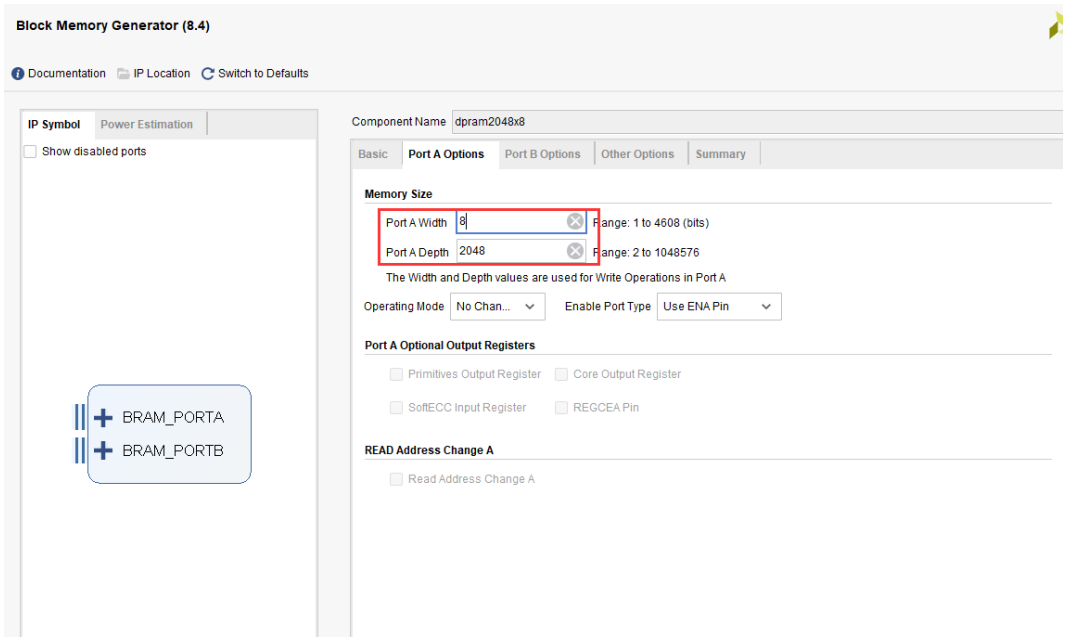 Block Memory Generator (8.4)
Documentation IP Location Switch to Defaults
IP Symbol Power Estimation
Show disabled ports
BRAM_PORTA
BRAM_PORTB
Component Name dpram2048x8
Basic Port A Options Port B Options Other Options Summary
Memory Size
Port A Width 8 Range: 1 to 4608 (bits)
Port A Depth 2048 Range: 2 to 1048576
The Width and Depth values are used for Write Operations in Port A
Operating Mode No Chan... Enable Port Type Use ENA Pin
Port A Optional Output Registers
Primitives Output Register Core Output Register
SoftECC Input Register REGCEA Pin
READ Address Change A
Read Address Change A